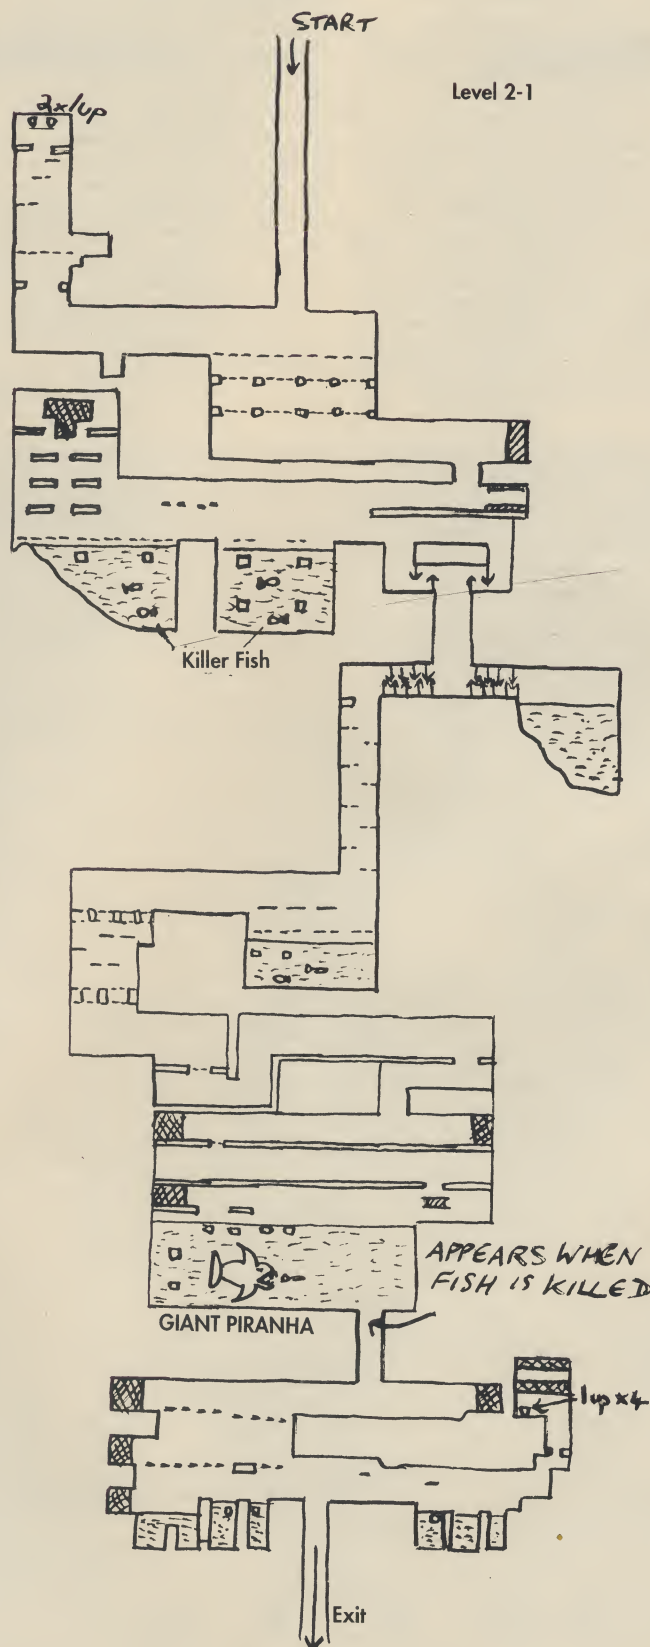 START
Level 2-1
2x1up
Killer Fish
APPEARS WHEN
FISH IS KILLED
GIANT PIRANHA
1up x4
Exit